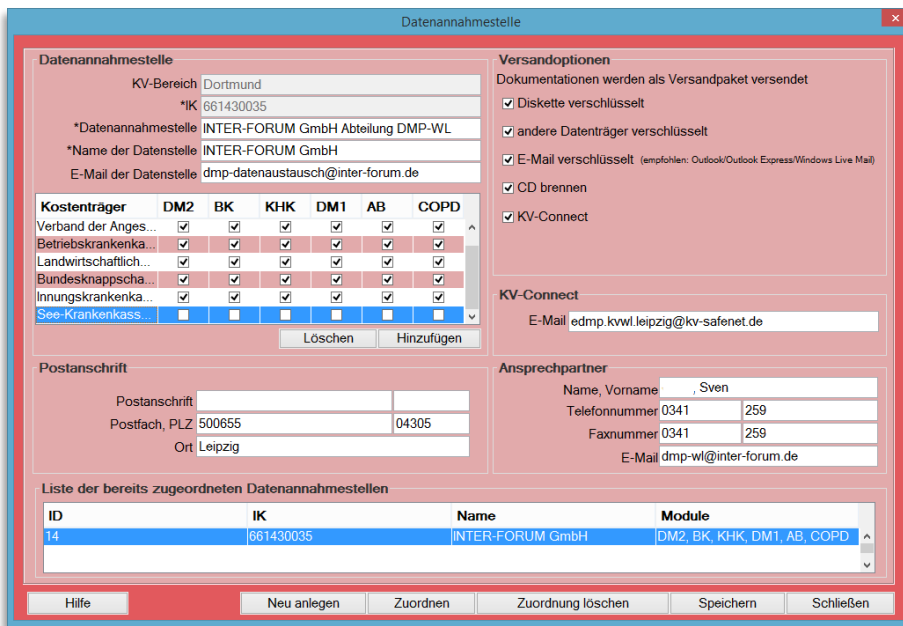 Datenannahmestelle
Datenannahmestelle
KV-Bereich Dortmund
*IK 661430035
*Datenannahmestelle INTER-FORUM GmbH Abteilung DMP-WL
*Name der Datenstelle INTER-FORUM GmbH
E-Mail der Datenstelle dmp-datenaustausch@inter-forum.de
Kostenträger DM2 BK KHK DM1 AB COPD
Verband der Anges...
Betriebskrankenka...
Landwirtschaftlich...
Bundesknappscha...
Innungskrankenka...
See-Krankenkass...
Löschen Hinzufügen
Versandoptionen
Dokumentationen werden als Versandpaket versendet
Diskette verschlüsselt
andere Datenträger verschlüsselt
E-Mail verschlüsselt (empfohlen: Outlook/Outlook Express/Windows Live Mail)
CD brennen
KV-Connect
KV-Connect
E-Mail edmp.kvwl.leipzig@kv-safenet.de
Postanschrift
Postanschrift
Postfach, PLZ 500655 04305
Ort Leipzig
Ansprechpartner
Name, Vorname , Sven
Telefonnummer 0341 259
Faxnummer 0341 259
E-Mail dmp-wl@inter-forum.de
Liste der bereits zugeordneten Datenannahmestellen
ID IK Name Module
14 661430035 INTER-FORUM GmbH DM2, BK, KHK, DM1, AB, COPD
Hilfe Neu anlegen Zuordnen Zuordnung löschen Speichern Schließen